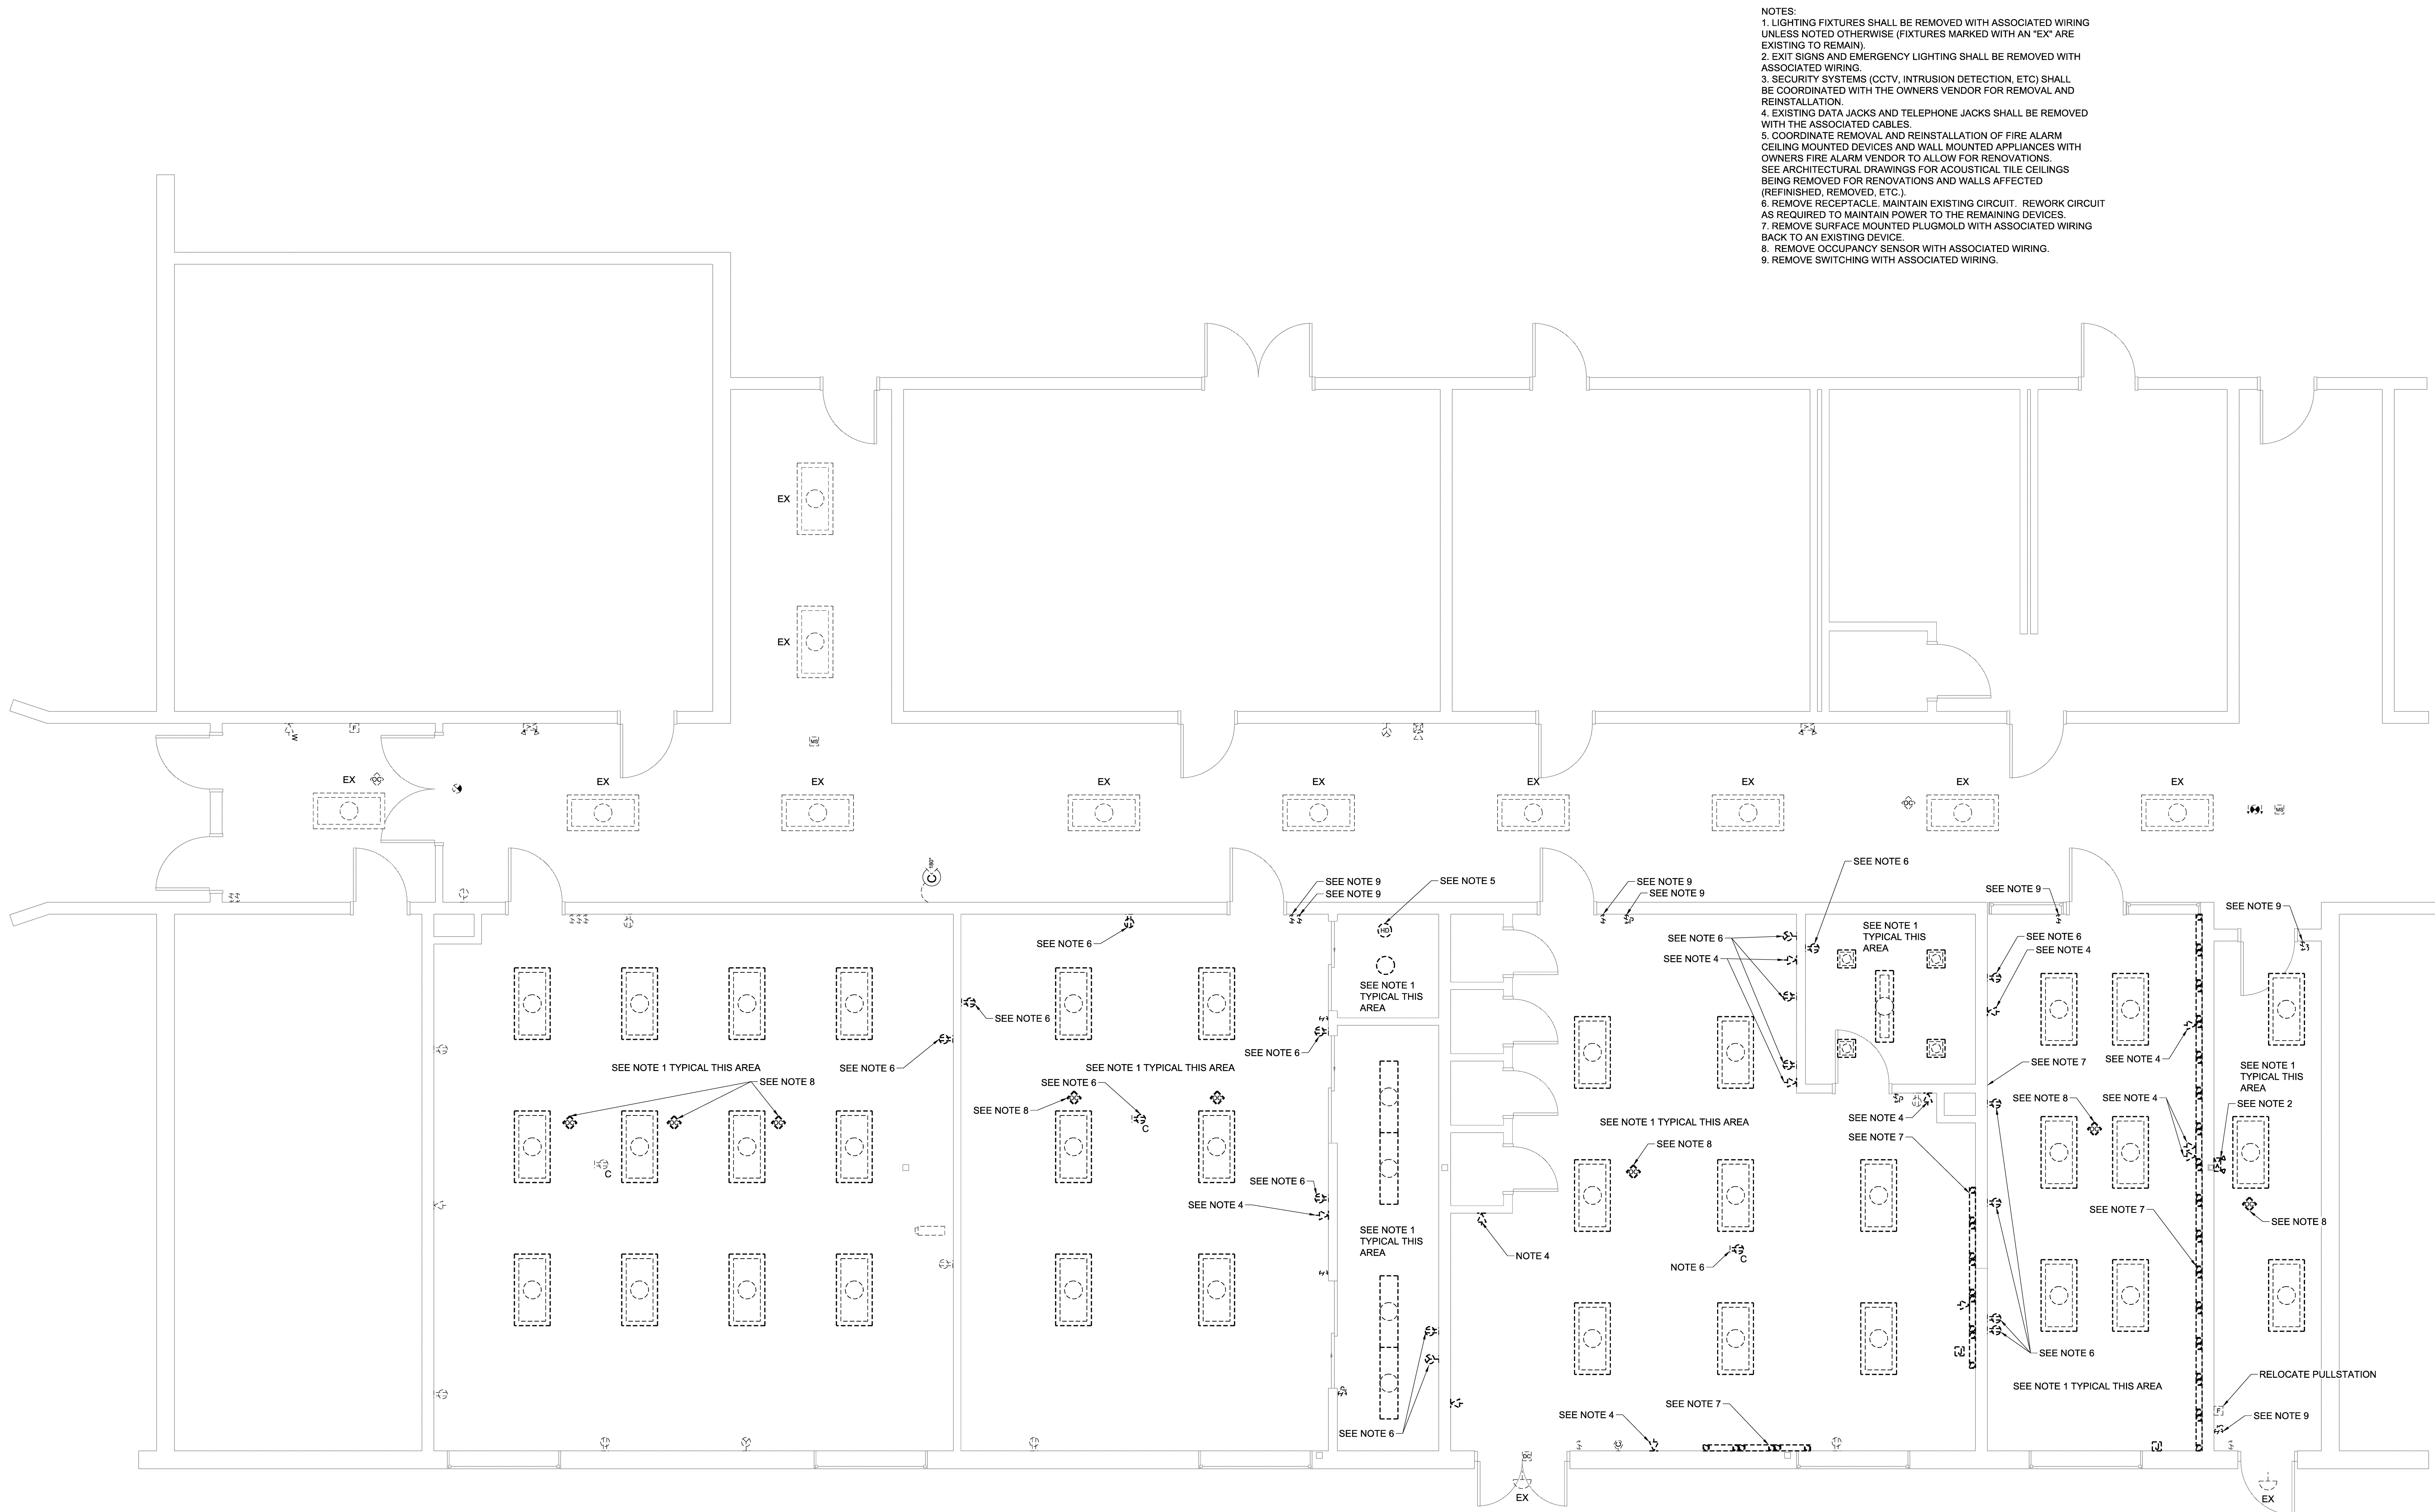 NOTES:
1. LIGHTING FIXTURES SHALL BE REMOVED WITH ASSOCIATED WIRING
UNLESS NOTED OTHERWISE (FIXTURES MARKED WITH AN "EX" ARE
EXISTING TO REMAIN).
2. EXIT SIGNS AND EMERGENCY LIGHTING SHALL BE REMOVED WITH
ASSOCIATED WIRING.
3. SECURITY SYSTEMS (CCTV, INTRUSION DETECTION, ETC) SHALL
BE COORDINATED WITH THE OWNERS VENDOR FOR REMOVAL AND
REINSTALLATION.
4. EXISTING DATA JACKS AND TELEPHONE JACKS SHALL BE REMOVED
WITH THE ASSOCIATED CABLES.
5. COORDINATE REMOVAL AND REINSTALLATION OF FIRE ALARM
CEILING MOUNTED DEVICES AND WALL MOUNTED APPLIANCES WITH
OWNERS FIRE ALARM VENDOR TO ALLOW FOR RENOVATIONS.
SEE ARCHITECTURAL DRAWINGS FOR ACOUSTICAL TILE CEILINGS
BEING REMOVED FOR RENOVATIONS AND WALLS AFFECTED
(REFINISHED, REMOVED, ETC.).
6. REMOVE RECEPTACLE. MAINTAIN EXISTING CIRCUIT.  REWORK CIRCUIT
AS REQUIRED TO MAINTAIN POWER TO THE REMAINING DEVICES.
7. REMOVE SURFACE MOUNTED PLUGMOLD WITH ASSOCIATED WIRING
BACK TO AN EXISTING DEVICE.
8.  REMOVE OCCUPANCY SENSOR WITH ASSOCIATED WIRING.
9. REMOVE SWITCHING WITH ASSOCIATED WIRING.
EX
EX
F
W
MS
EX
OC
EX
EX
EX
EX
EX
EX
EX
EX
OC
MS
C
180°
SEE NOTE 6
SEE NOTE 9
SEE NOTE 9
SEE NOTE 5
SEE NOTE 9
SEE NOTE 9
SEE NOTE 9
SEE NOTE 9
HD
SEE NOTE 6
SEE NOTE 6
SEE NOTE 4
SEE NOTE 1
TYPICAL THIS
AREA
SEE NOTE 6
SEE NOTE 4
SEE NOTE 1
TYPICAL THIS
AREA
SEE NOTE 6
SEE NOTE 6
SEE NOTE 1 TYPICAL THIS AREA
SEE NOTE 6
SEE NOTE 1 TYPICAL THIS AREA
SEE NOTE 4
SEE NOTE 7
SEE NOTE 1
TYPICAL THIS
AREA
SEE NOTE 8
SEE NOTE 6
SEE NOTE 8
C
C
SEE NOTE 1 TYPICAL THIS AREA
SEE NOTE 4
SEE NOTE 7
SEE NOTE 8
SEE NOTE 8
SEE NOTE 4
SEE NOTE 2
SEE NOTE 6
SEE NOTE 4
SEE NOTE 1
TYPICAL THIS
AREA
NOTE 4
NOTE 6
C
SEE NOTE 7
SEE NOTE 8
SEE NOTE 6
SEE NOTE 6
SEE NOTE 1 TYPICAL THIS AREA
RELOCATE PULLSTATION
F
SEE NOTE 9
SEE NOTE 4
SEE NOTE 7
EX
EX